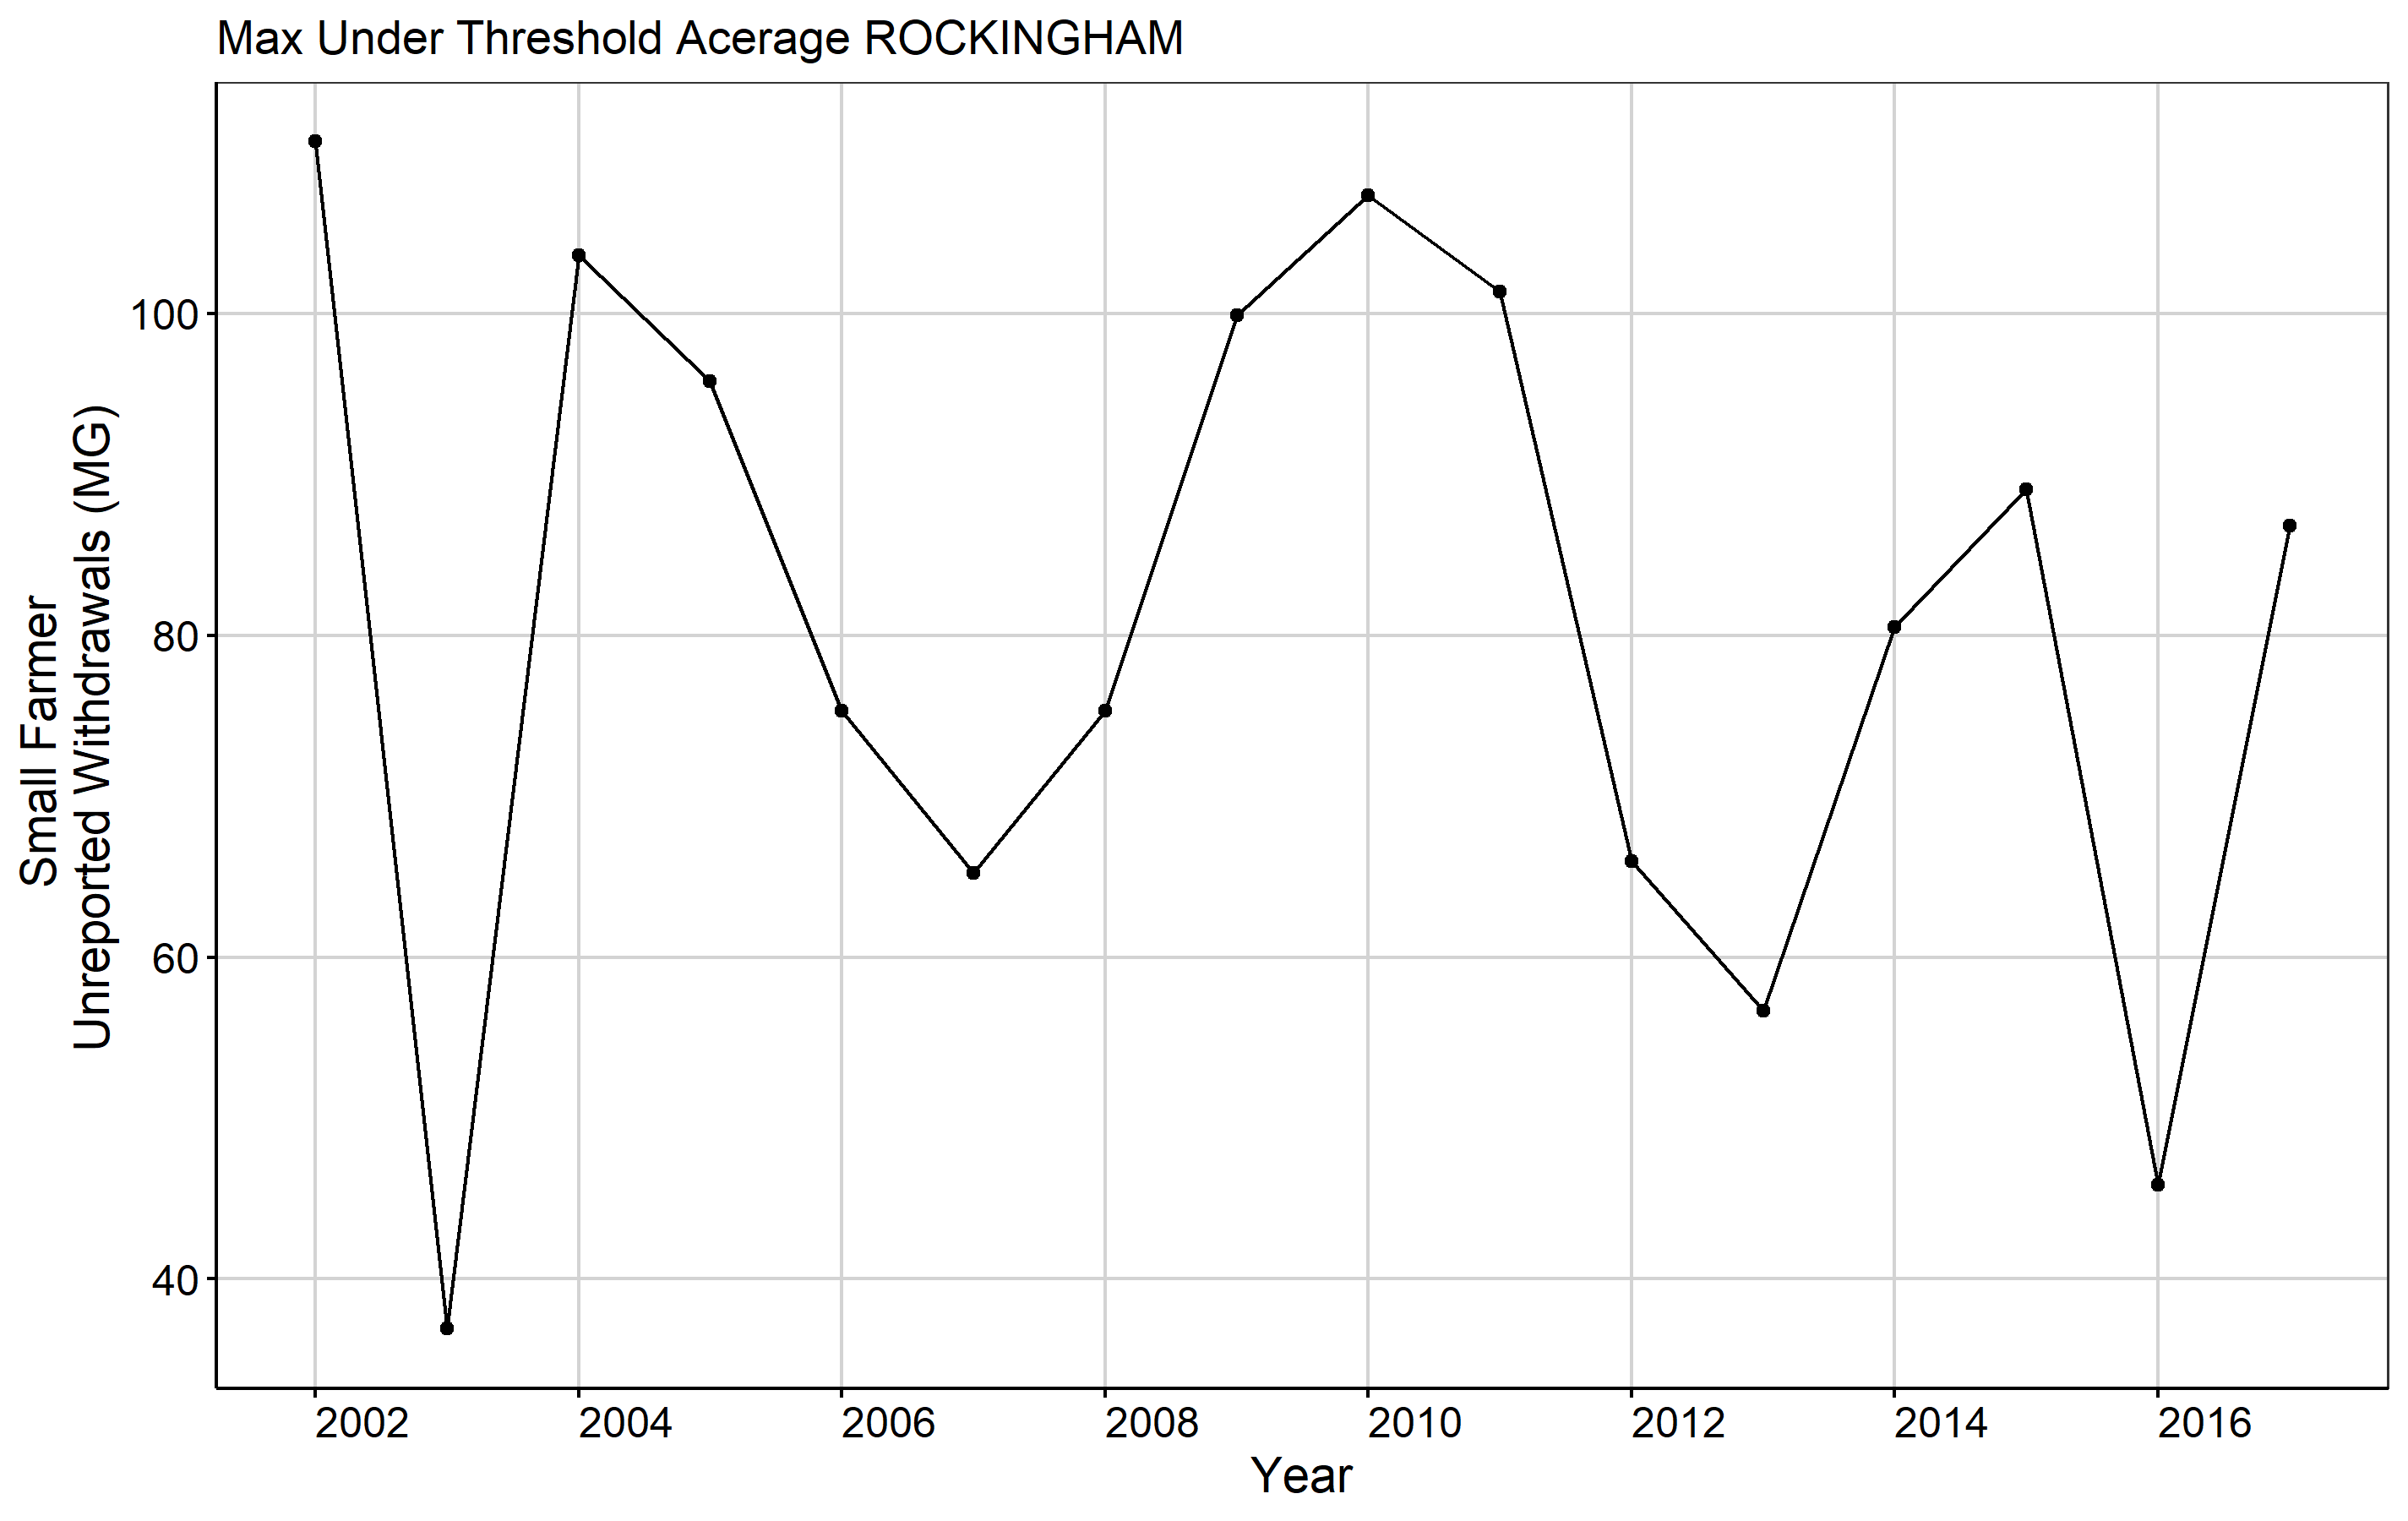 Max Under Threshold Acerage ROCKINGHAM
Small Farmer
Unreported Withdrawals (MG)
100
80
60
40
2002 2004 2006 2008 2010 2012 2014 2016
Year